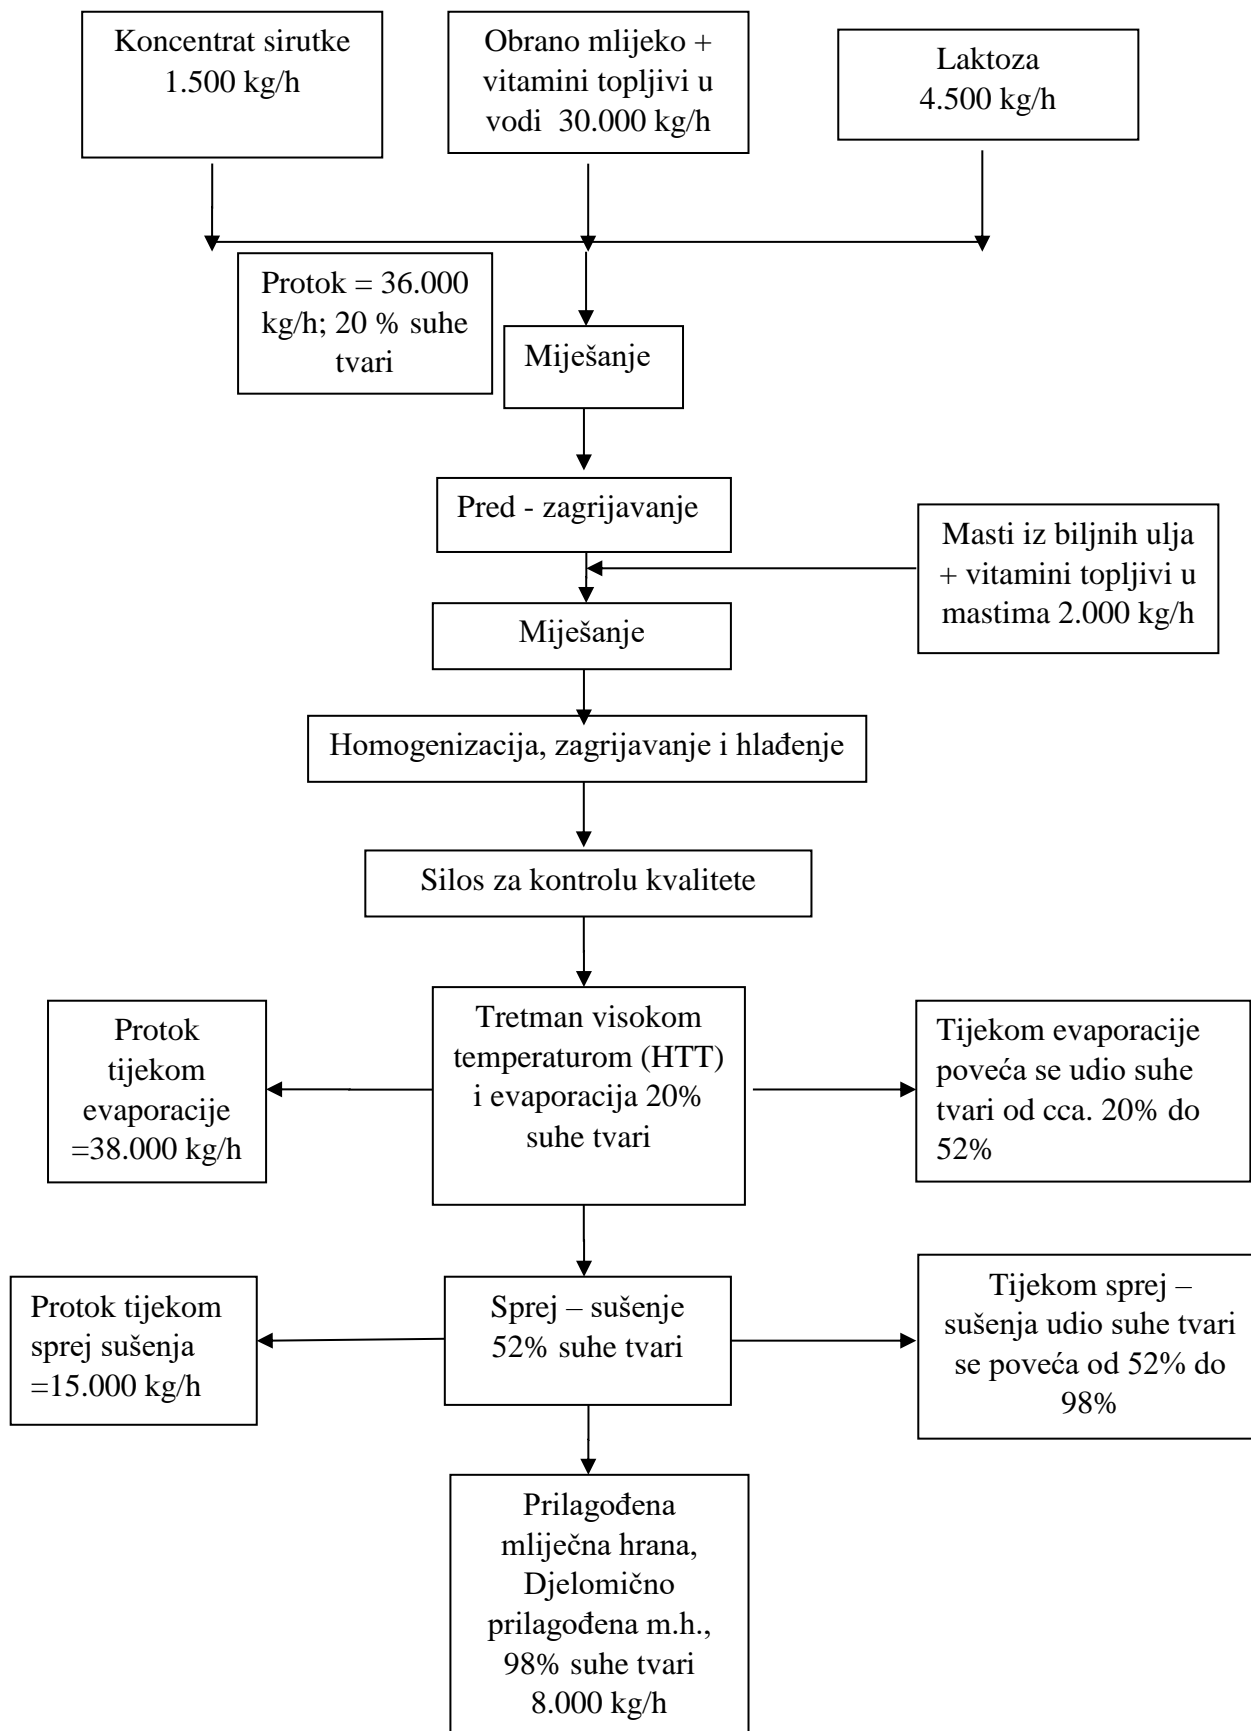 Koncentrat sirutke
1.500 kg/h
Obrano mlijeko +
vitamini topljivi u
vodi 30.000 kg/h
Laktoza
4.500 kg/h
Protok = 36.000
kg/h; 20 % suhe
tvari
Miješanje
Pred - zagrijavanje
Masti iz biljnih ulja
+ vitamini topljivi u
mastima 2.000 kg/h
Miješanje
Homogenizacija, zagrijavanje i hlađenje
Silos za kontrolu kvalitete
Protok
tijekom
evaporacije
=38.000 kg/h
Tretman visokom
temperaturom (HTT)
i evaporacija 20%
suhe tvari
Tijekom evaporacije
poveća se udio suhe
tvari od cca. 20% do
52%
Protok tijekom
sprej sušenja
=15.000 kg/h
Sprej – sušenje
52% suhe tvari
Tijekom sprej –
sušenja udio suhe tvari
se poveća od 52% do
98%
Prilagođena
mliječna hrana,
Djelomično
prilagođena m.h.,
98% suhe tvari
8.000 kg/h